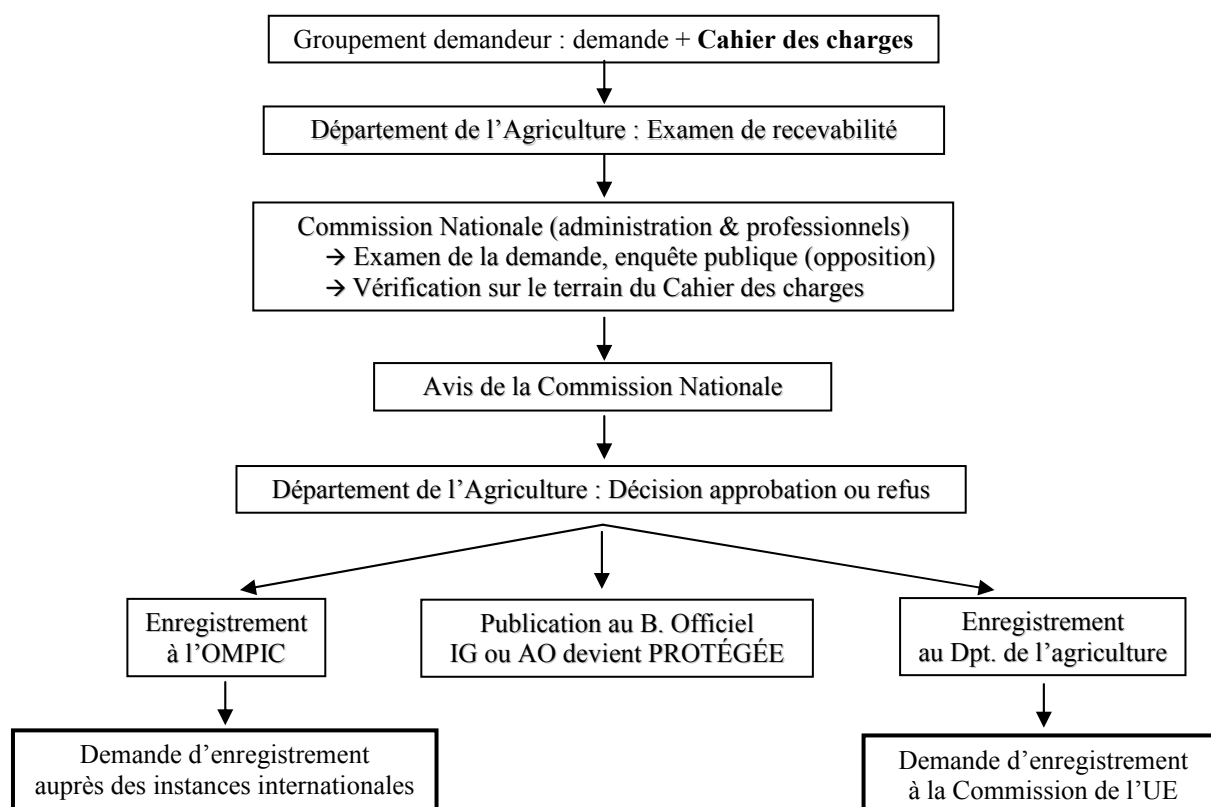 Groupement demandeur : demande + Cahier des charges
Département de l’Agriculture : Examen de recevabilité
Commission Nationale (administration & professionnels)
→ Examen de la demande, enquête publique (opposition)
→ Vérification sur le terrain du Cahier des charges
Avis de la Commission Nationale
Département de l’Agriculture : Décision approbation ou refus
Enregistrement
à l’OMPIC
Publication au B. Officiel
IG ou AO devient PROTÉGÉE
Enregistrement
au Dpt. de l’agriculture
Demande d’enregistrement
auprès des instances internationales
Demande d’enregistrement
à la Commission de l’UE